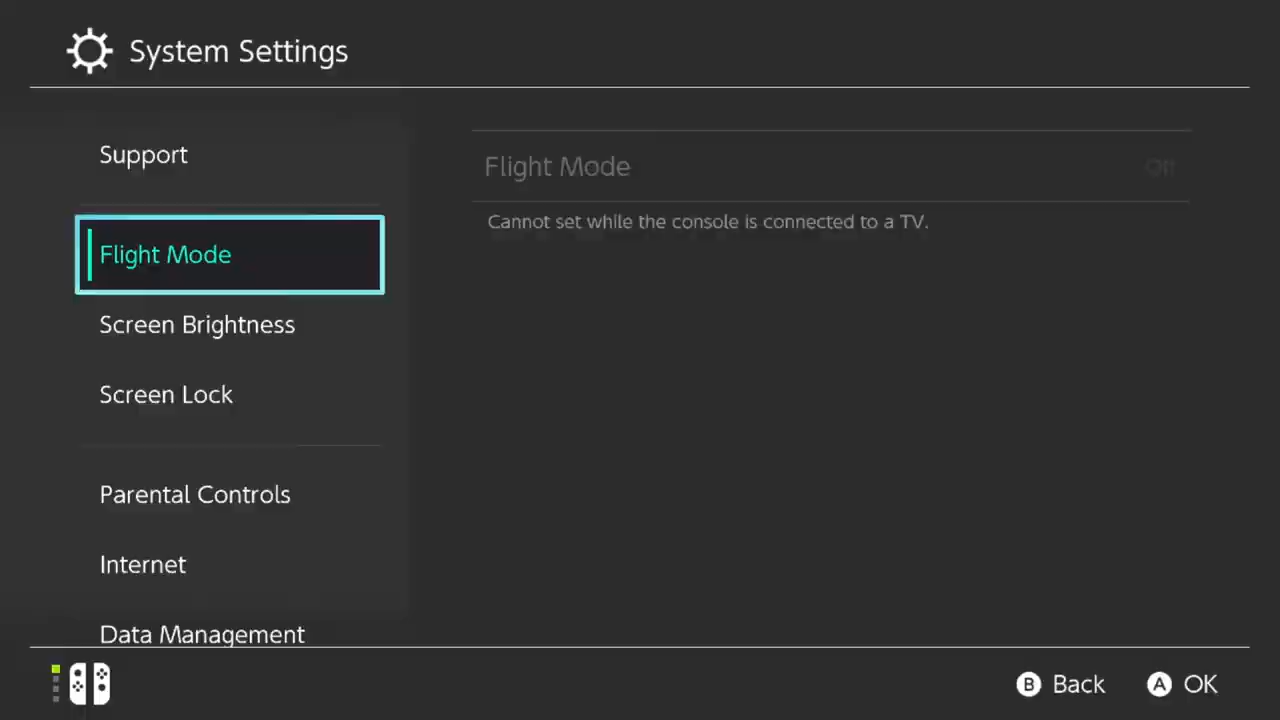 System Settings
Support
Flight Mode
Screen Brightness
Screen Lock
Parental Controls
Internet
Data Management
Flight Mode
Off
Cannot set while the console is connected to a TV.
B Back
A OK